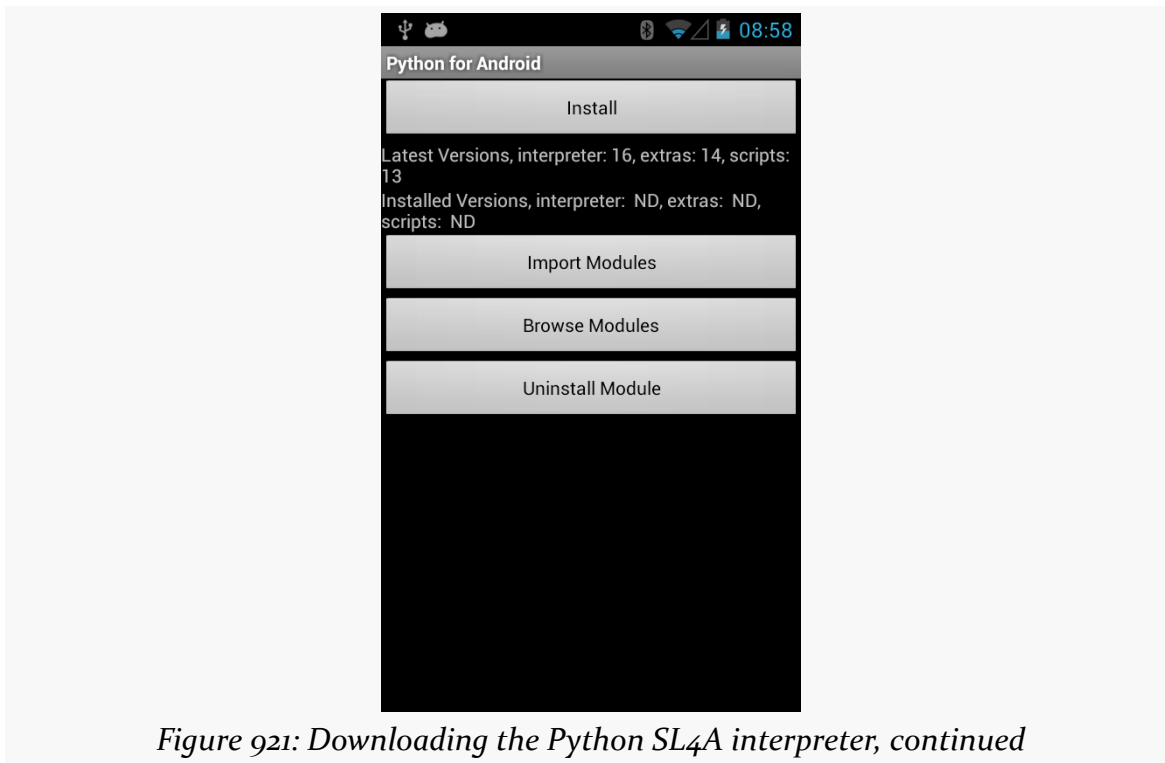 08:58
Python for Android
Install
Latest Versions, interpreter: 16, extras: 14, scripts:
13
Installed Versions, interpreter:  ND, extras:  ND,
scripts:  ND
Import Modules
Browse Modules
Uninstall Module
Figure 921: Downloading the Python SL4A interpreter, continued